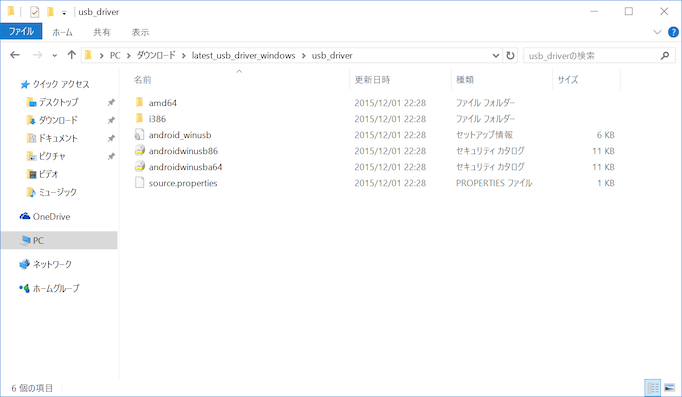 usb_driver
ファイル ホーム 共有 表示
PC ダウンロード latest_usb_driver_windows usb_driver usb_driverの検索
名前 更新日時 種類 サイズ
クイック アクセス
デスクトップ
ダウンロード
ドキュメント
ピクチャ
ビデオ
ミュージック
OneDrive
PC
ネットワーク
ホームグループ
amd64 2015/12/01 22:28 ファイル フォルダー
i386 2015/12/01 22:28 ファイル フォルダー
android_winusb 2015/12/01 22:28 セットアップ情報 6 KB
androidwinusb86 2015/12/01 22:28 セキュリティ カタログ 11 KB
androidwinusba64 2015/12/01 22:28 セキュリティ カタログ 11 KB
source.properties 2015/12/01 22:28 PROPERTIES ファイル 1 KB
6 個の項目